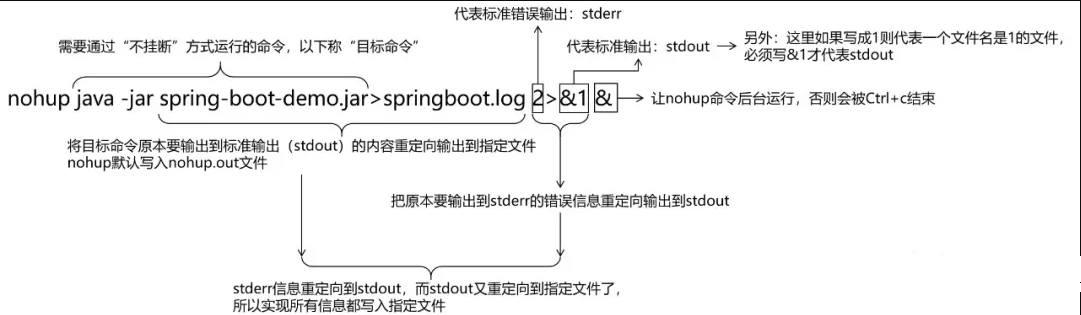 代表标准错误输出：stderr
需要通过“不挂断”方式运行的命令，以下称“目标命令”
代表标准输出：stdout
另外：这里如果写成1则代表一个文件名是1的文件，
必须写&1才代表stdout
nohup java -jar spring-boot-demo.jar>springboot.log 2>&1 &
让nohup命令后台运行，否则会被Ctrl+c结束
将目标命令原本要输出到标准输出（stdout）的内容重定向输出到指定文件
nohup默认写入nohup.out文件
把原本要输出到stderr的错误信息重定向输出到stdout
stderr信息重定向到stdout，而stdout又重定向到指定文件了，
所以实现所有信息都写入指定文件